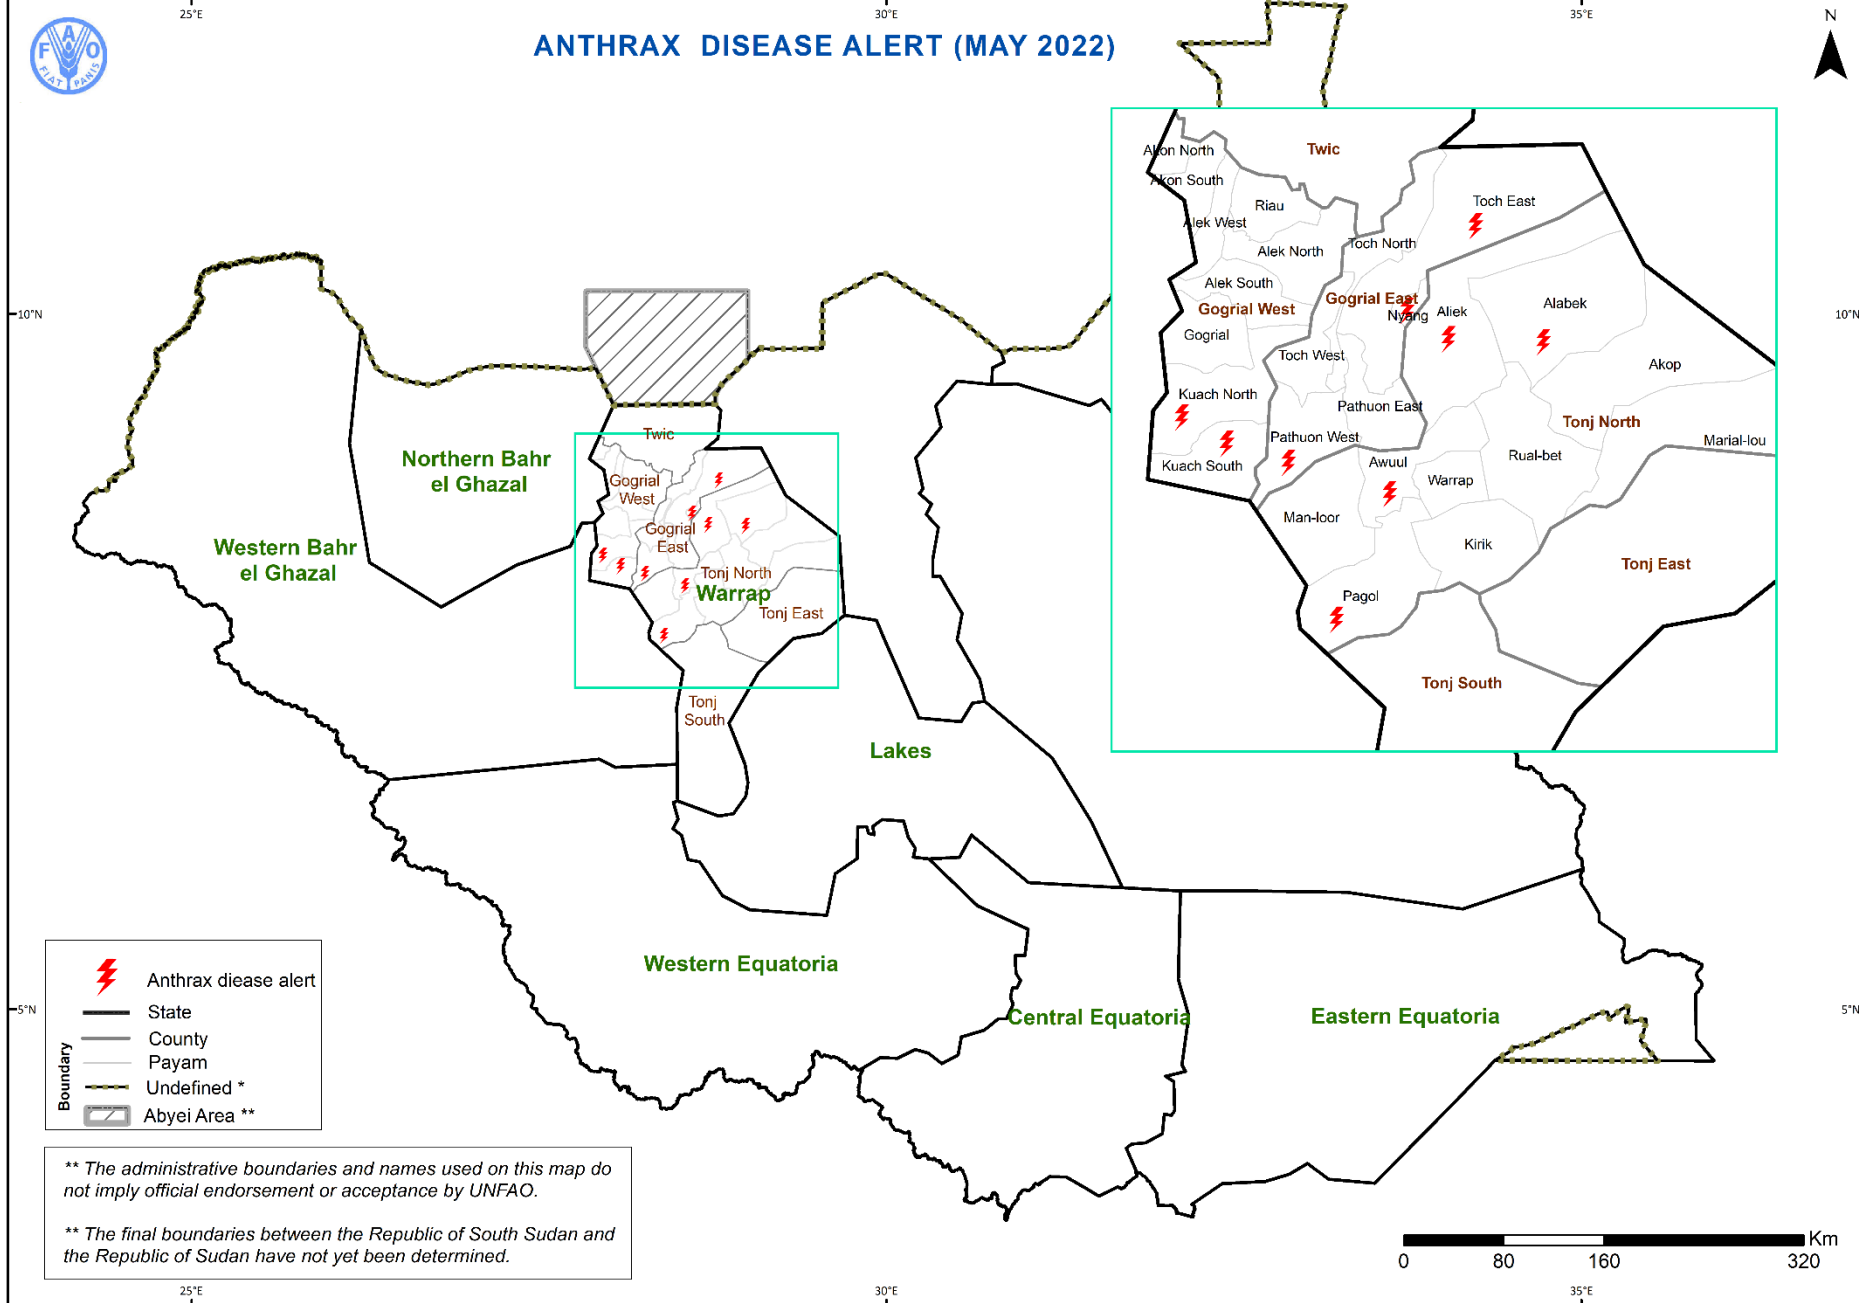 25°E
30°E
35°E
N
F A O
FIAT PANIS
ANTHRAX  DISEASE ALERT (MAY 2022)
Akon North
Twic
Akon South
Toch East
Riau
Alek West
Toch North
Alek North
Alek South
Gogrial East
Alabek
Gogrial West
Nyang
Aliek
10°N
10°N
Gogrial
Toch West
Akop
Kuach North
Pathuon East
Tonj North
Pathuon West
Marial-lou
Kuach South
Awuul
Rual-bet
Warrap
Man-loor
Kirik
Tonj East
Pagol
Tonj South
Twic
Northern Bahr
el Ghazal
Gogrial
West
Gogrial
East
Western Bahr
el Ghazal
Tonj North
Warrap
Tonj East
Tonj
South
Lakes
Western Equatoria
Central Equatoria
Eastern Equatoria
5°N
5°N
Anthrax diease alert
State
County
Payam
Undefined *
Abyei Area **
Boundary
** The administrative boundaries and names used on this map do
not imply official endorsement or acceptance by UNFAO.
** The final boundaries between the Republic of South Sudan and
the Republic of Sudan have not yet been determined.
Km
0
80
160
320
25°E
30°E
35°E